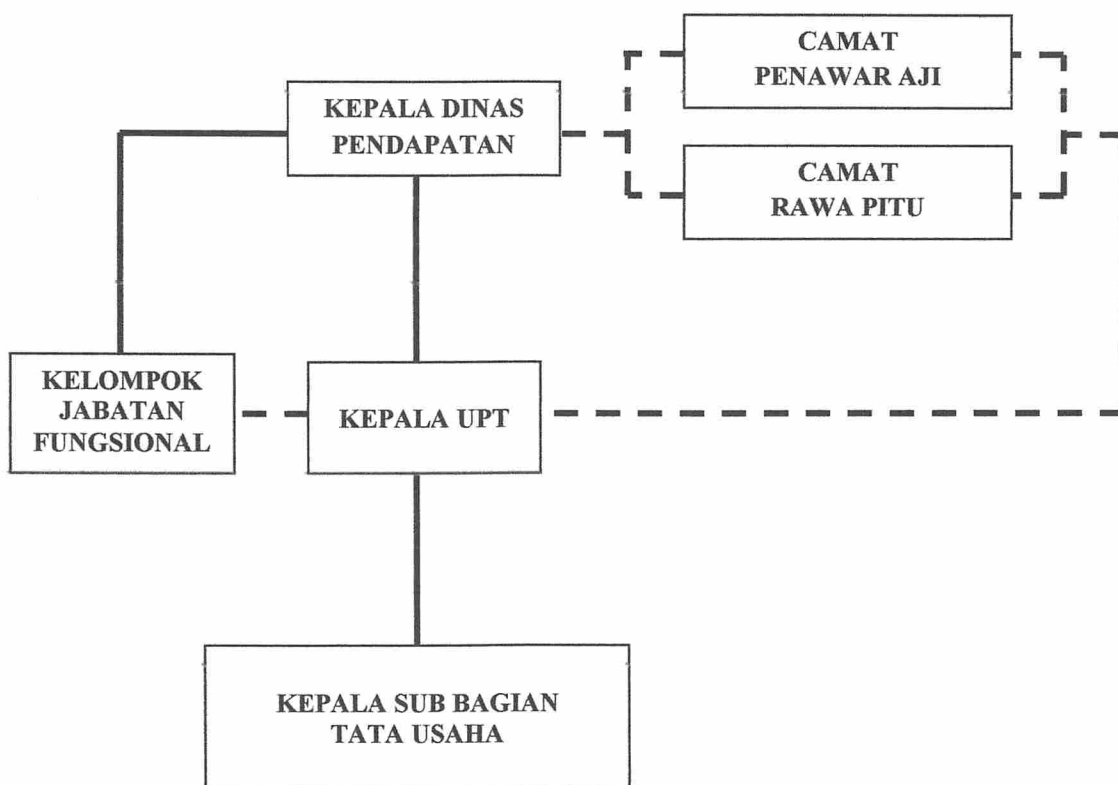 CAMAT
PENAWAR AJI
KEPALA DINAS
PENDAPATAN
CAMAT
RAWA PITU
KELOMPOK
JABATAN
FUNGSIONAL
KEPALA UPT
KEPALA SUB BAGIAN
TATA USAHA